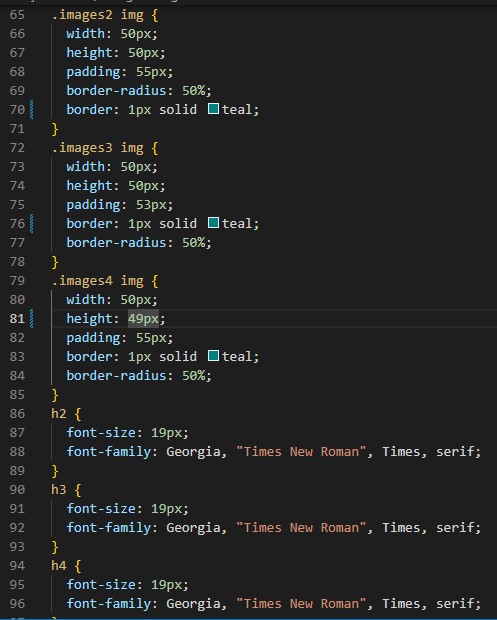 65 .images2 img {
66 width: 50px;
67 height: 50px;
68 padding: 55px;
69 border-radius: 50%;
70 border: 1px solid teal;
71 }
72 .images3 img {
73 width: 50px;
74 height: 50px;
75 padding: 53px;
76 border: 1px solid teal;
77 border-radius: 50%;
78 }
79 .images4 img {
80 width: 50px;
81 height: 49px;
82 padding: 55px;
83 border: 1px solid teal;
84 border-radius: 50%;
85 }
86 h2 {
87 font-size: 19px;
88 font-family: Georgia, "Times New Roman", Times, serif;
89 }
90 h3 {
91 font-size: 19px;
92 font-family: Georgia, "Times New Roman", Times, serif;
93 }
94 h4 {
95 font-size: 19px;
96 font-family: Georgia, "Times New Roman", Times, serif;